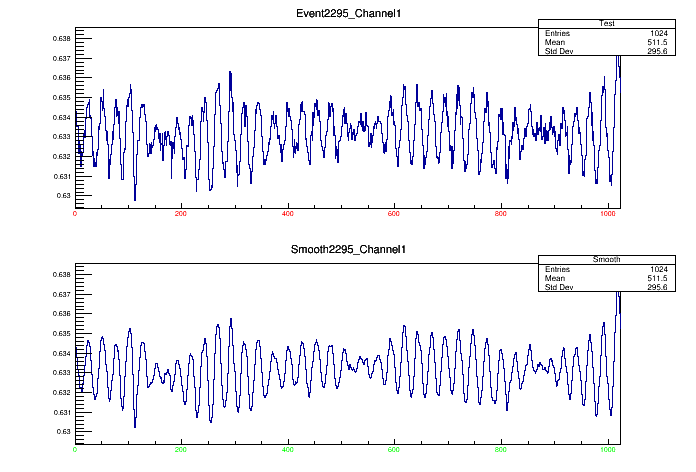 Event2295_Channel1
Test
Entries 1024
Mean 511.5
Std Dev 295.6
0.638
0.637
0.636
0.635
0.634
0.633
0.632
0.631
0.63
0 200 400 600 800 1000
Smooth2295_Channel1
Smooth
Entries 1024
Mean 511.5
Std Dev 295.6
0.638
0.637
0.636
0.635
0.634
0.633
0.632
0.631
0.63
0 200 400 600 800 1000